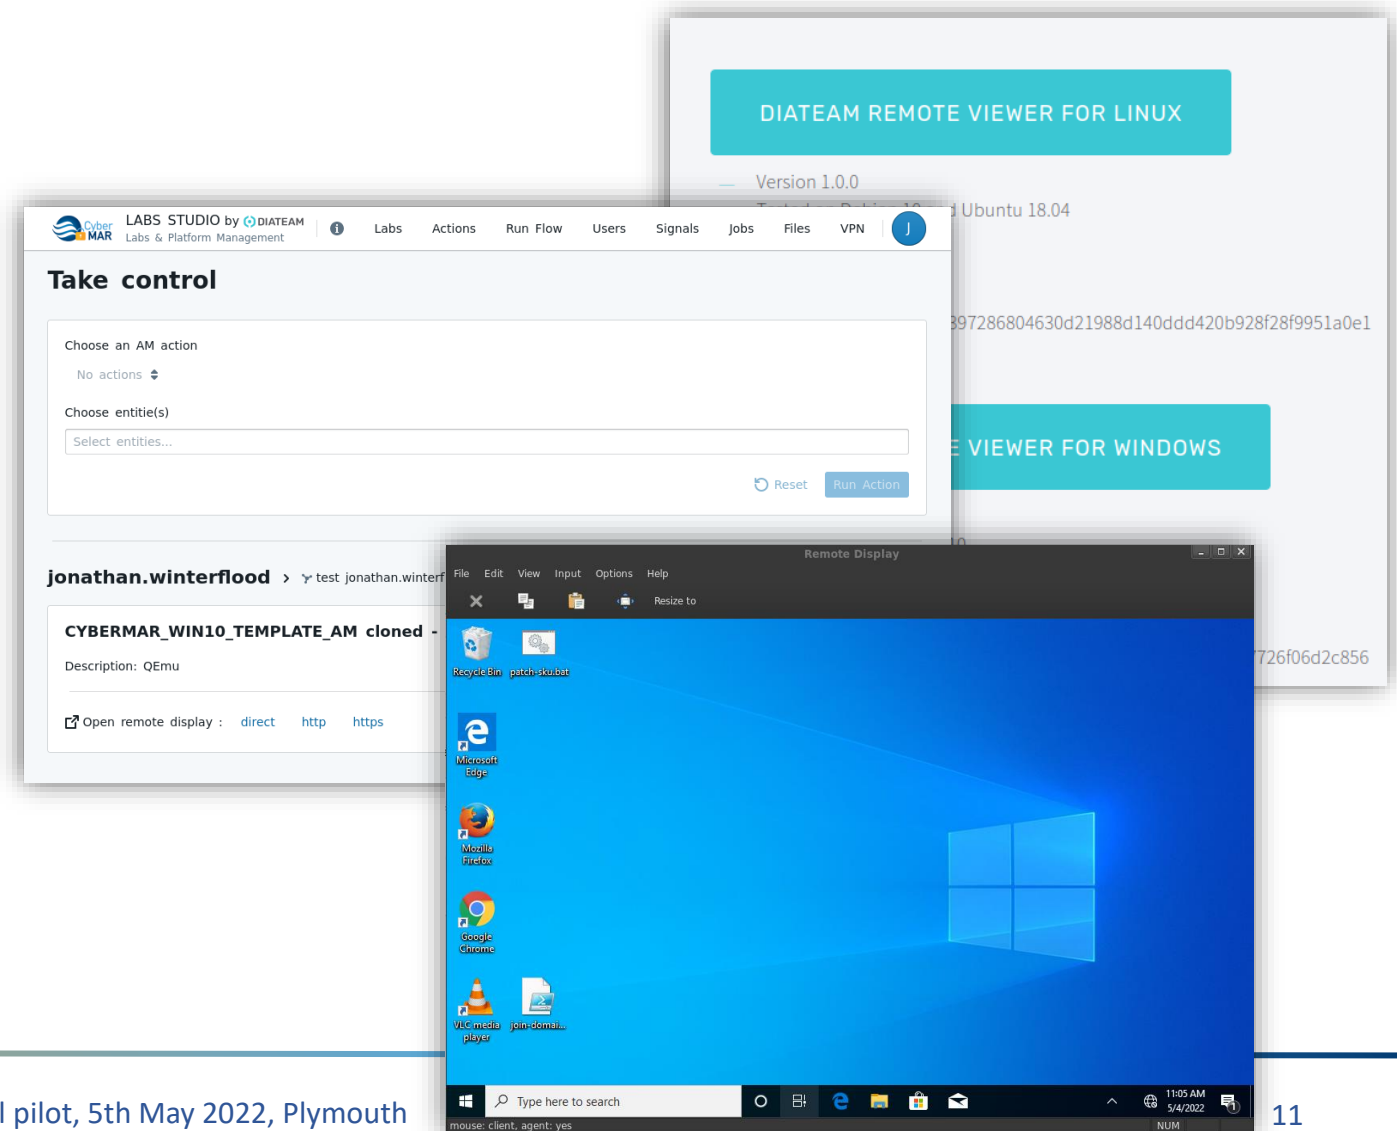 DIATEAM REMOTE VIEWER FOR LINUX
— Version 1.0.0
Ubuntu 18.04
397286804630d21988d140ddd420b928f28f9951a0e1
VIEWER FOR WINDOWS
726f06d2c856
Cyber
MAR
LABS STUDIO by DIATEAM
Labs & Platform Management
Labs Actions Run Flow Users Signals Jobs Files VPN J
Take control
Choose an AM action
No actions
Choose entitie(s)
Select entities...
Reset Run Action
jonathan.winterflood > test jonathan.winterf
CYBERMAR_WIN10_TEMPLATE_AM cloned -
Description: QEmu
Open remote display : direct http https
Remote Display
File Edit View Input Options Help
Resize to
Recycle Bin
patch-sku.bat
Microsoft
Edge
Mozilla
Firefox
Google
Chrome
VLC media
player
join-domai...
Type here to search
11:05 AM
5/4/2022
1
mouse: client, agent: yes
NUM
l pilot, 5th May 2022, Plymouth
11